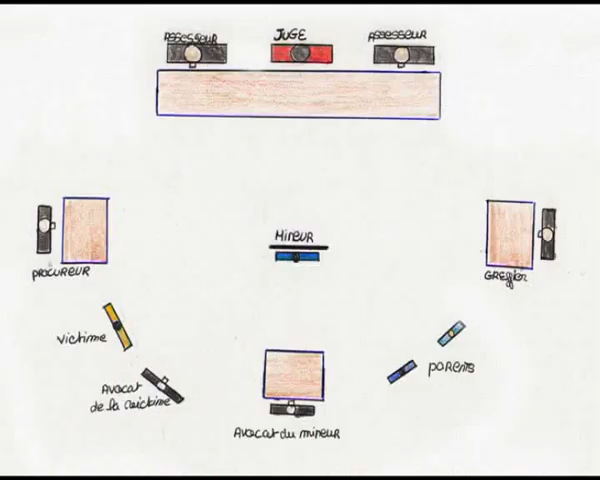 ASSESSEUR
JUGE
ASSESSEUR
MINEUR
PROCUREUR
GREffier
victime
PARENTS
AVOCAT
de la victime
AVOCAT du mineur